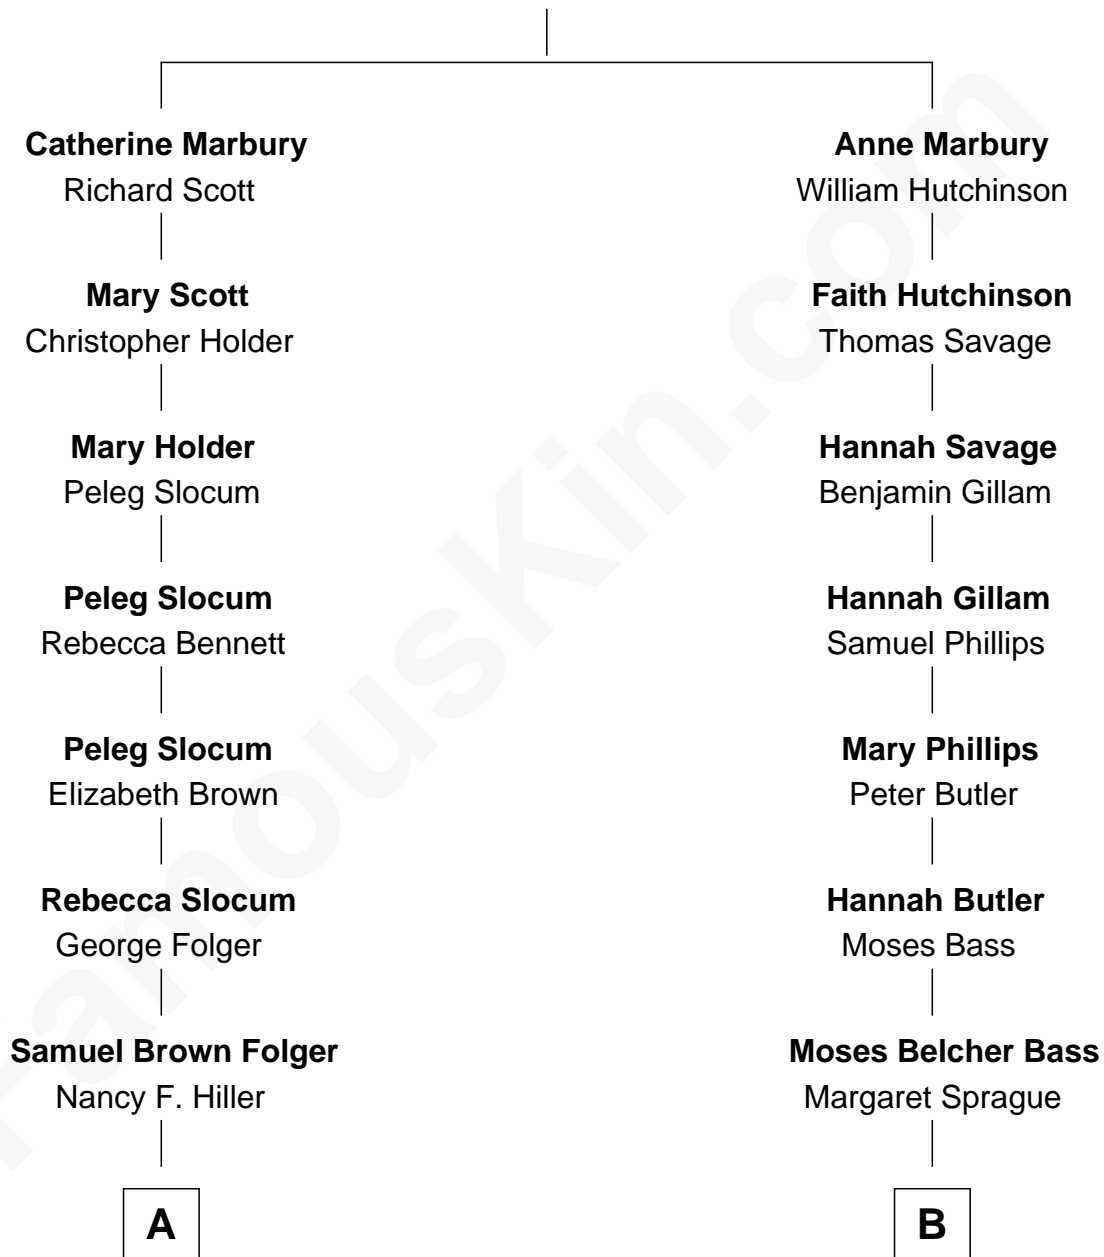 Catherine Marbury
Richard Scott
Anne Marbury
William Hutchinson
Mary Scott
Christopher Holder
Faith Hutchinson
Thomas Savage
Mary Holder
Peleg Slocum
Hannah Savage
Benjamin Gillam
Peleg Slocum
Rebecca Bennett
Hannah Gillam
Samuel Phillips
Peleg Slocum
Elizabeth Brown
Mary Phillips
Peter Butler
Rebecca Slocum
George Folger
Hannah Butler
Moses Bass
Samuel Brown Folger
Nancy F. Hiller
Moses Belcher Bass
Margaret Sprague
A
B
FamousKin.com